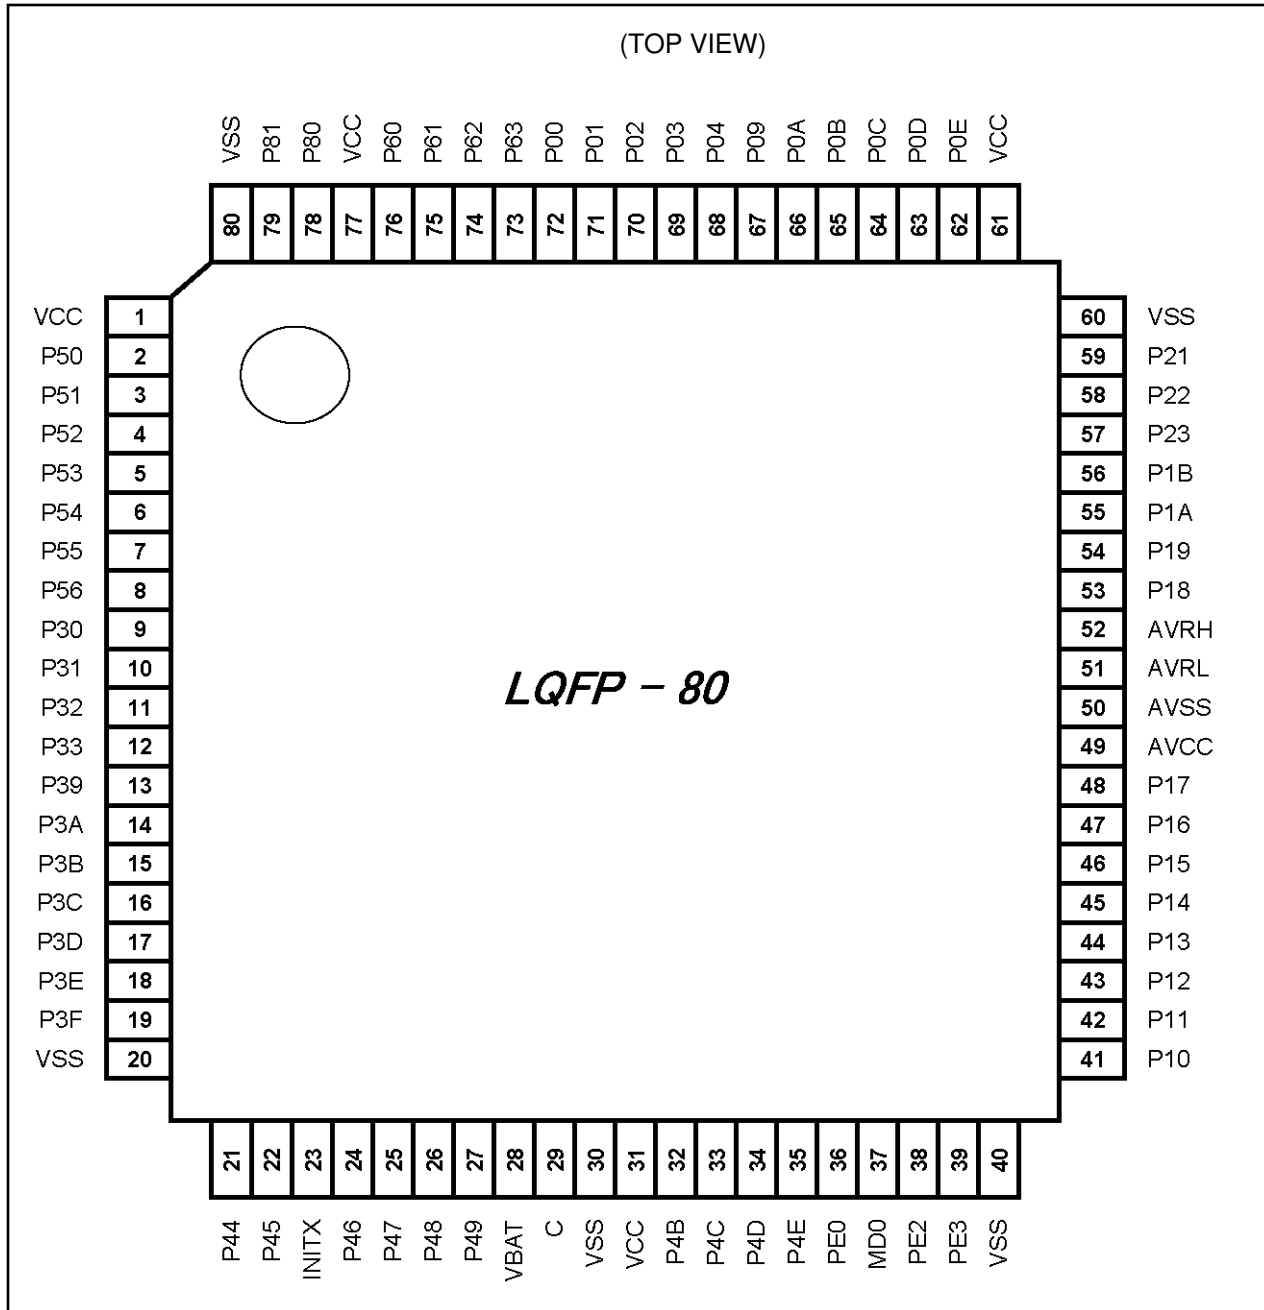 (TOP VIEW)
VSS P81 P80 VCC P60 P61 P62 P63 P00 P01 P02 P03 P04 P09 P0A P0B P0C P0D P0E VCC
80 79 78 77 76 75 74 73 72 71 70 69 68 67 66 65 64 63 62 61
VCC 1 60 VSS
P50 2 59 P21
P51 3 58 P22
P52 4 57 P23
P53 5 56 P1B
P54 6 55 P1A
P55 7 54 P19
P56 8 53 P18
P30 9 52 AVRH
P31 10 51 AVRL
LQFP - 80
P32 11 50 AVSS
P33 12 49 AVCC
P39 13 48 P17
P3A 14 47 P16
P3B 15 46 P15
P3C 16 45 P14
P3D 17 44 P13
P3E 18 43 P12
P3F 19 42 P11
VSS 20 41 P10
21 22 23 24 25 26 27 28 29 30 31 32 33 34 35 36 37 38 39 40
P44 P45 INITX P46 P47 P48 P49 VBAT C VSS VCC P4B P4C P4D P4E PE0 MD0 PE2 PE3 VSS